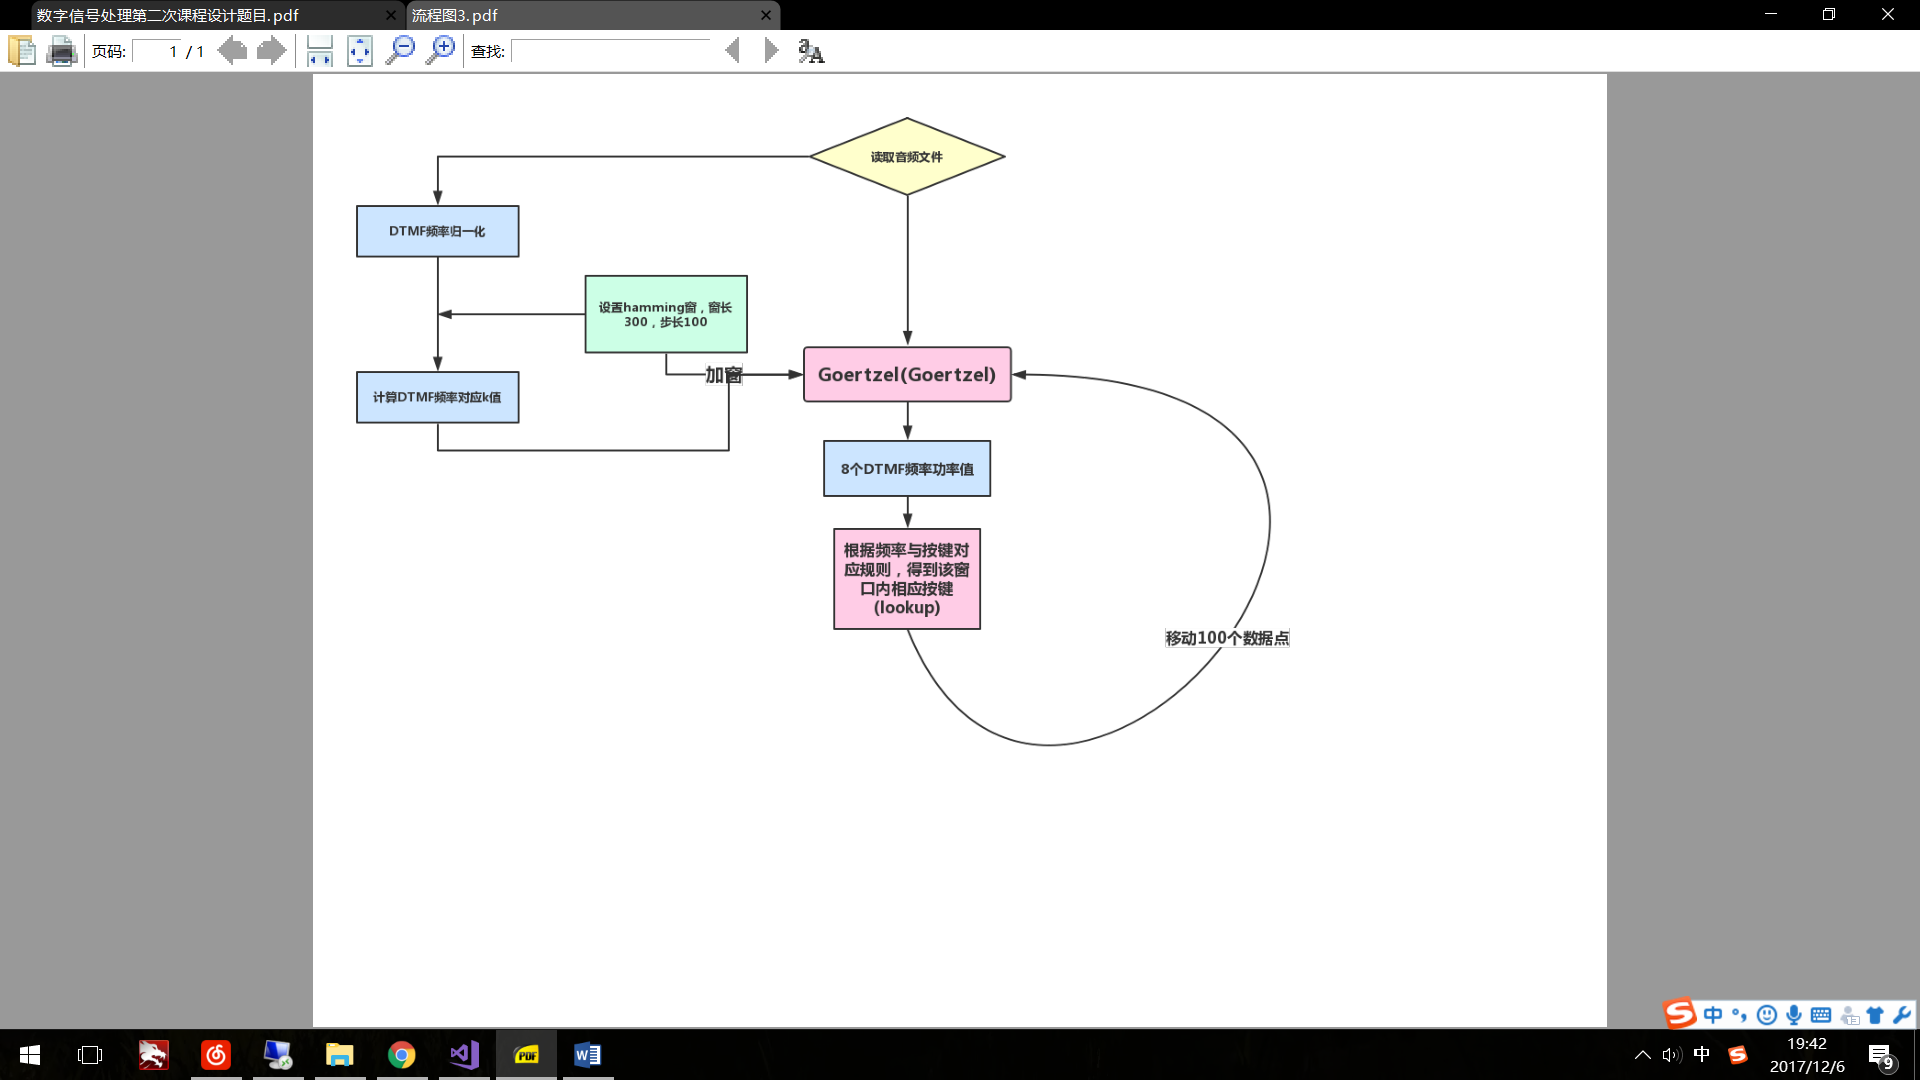 数字信号处理第二次课程设计题目.pdf
流程图3.pdf
页码: 1 / 1
查找:
读取音频文件
DTMF频率归一化
设置hamming窗，窗长
300，步长100
加窗
Goertzel(Goertzel)
计算DTMF频率对应k值
8个DTMF频率功率值
根据频率与按键对
应规则，得到该窗
口内相应按键
(lookup)
移动100个数据点
中
PDF
中
19:42
2017/12/6
9